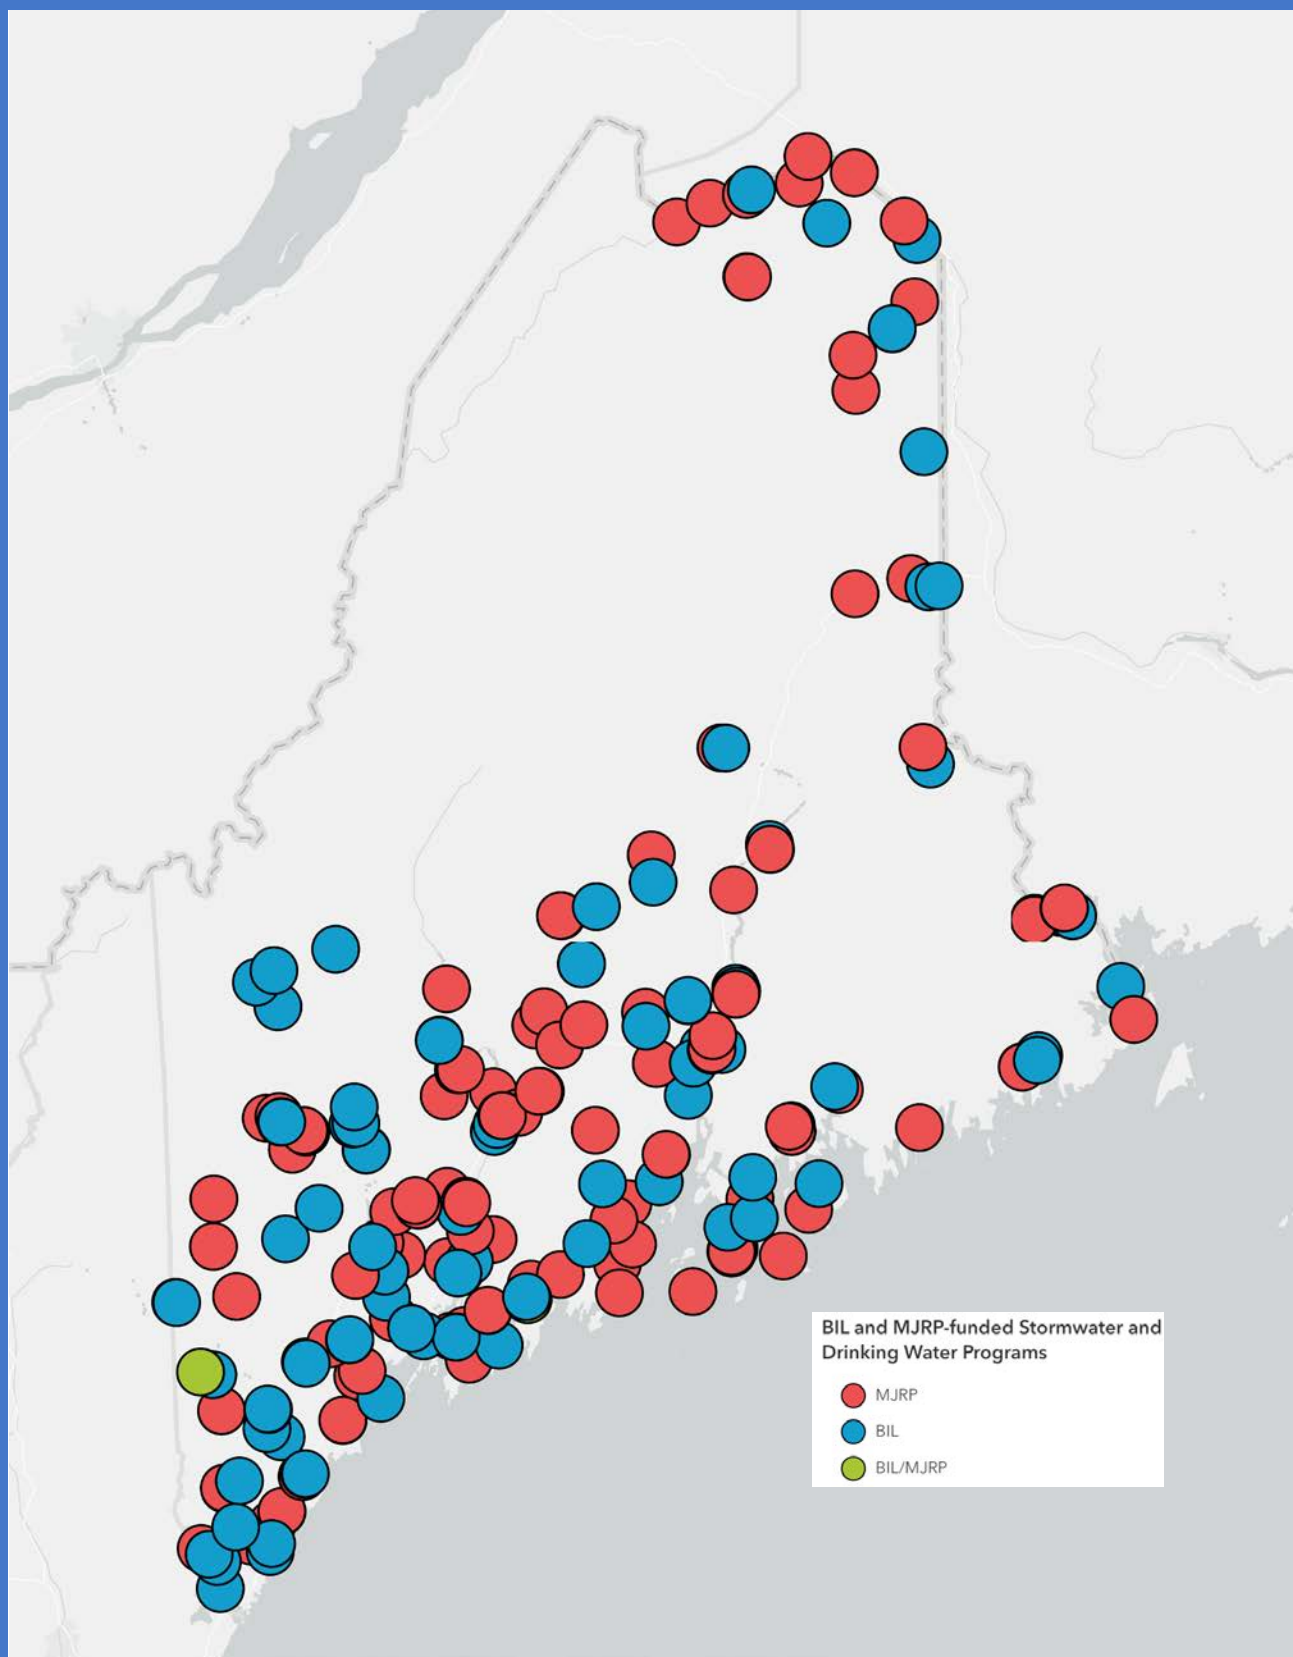 BIL and MJRP-funded Stormwater and
Drinking Water Programs
MJRP
BIL
BIL/MJRP